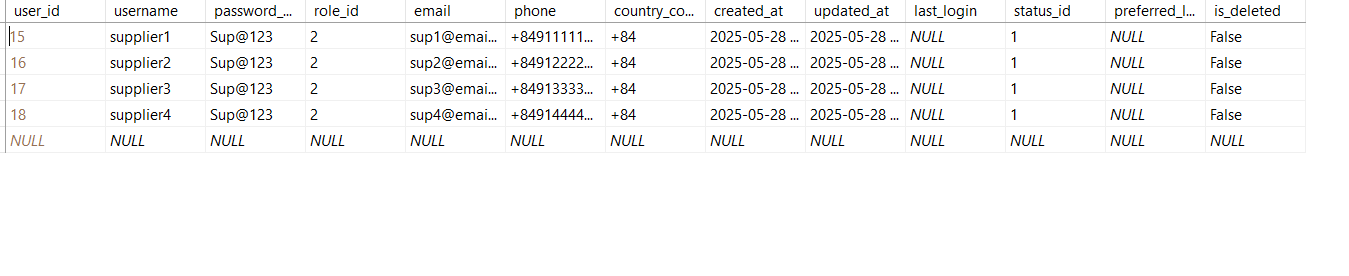 user_id username password_... role_id email phone country_co... created_at updated_at last_login status_id preferred_l... is_deleted
15 supplier1 Sup@123 2 sup1@emai... +84911111... +84 2025-05-28 ... 2025-05-28 ... NULL 1 NULL False
16 supplier2 Sup@123 2 sup2@emai... +84912222... +84 2025-05-28 ... 2025-05-28 ... NULL 1 NULL False
17 supplier3 Sup@123 2 sup3@emai... +84913333... +84 2025-05-28 ... 2025-05-28 ... NULL 1 NULL False
18 supplier4 Sup@123 2 sup4@emai... +84914444... +84 2025-05-28 ... 2025-05-28 ... NULL 1 NULL False
NULL NULL NULL NULL NULL NULL NULL NULL NULL NULL NULL NULL NULL